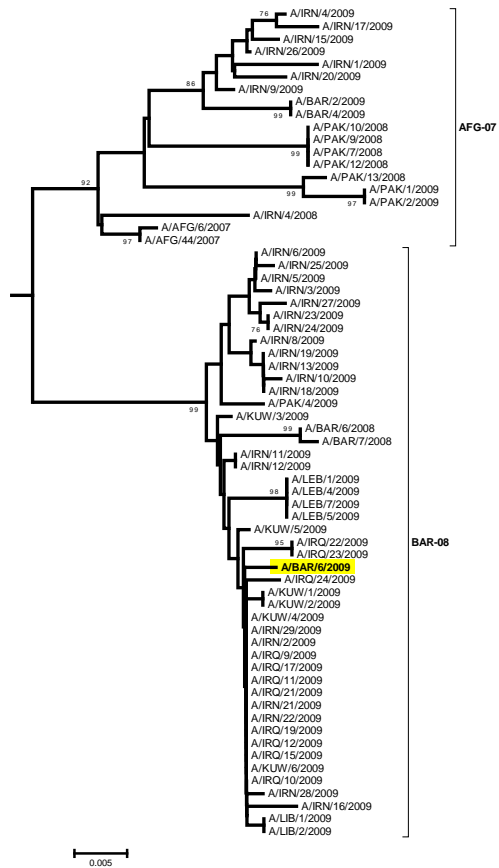 76
A/IRN/4/2009
A/IRN/17/2009
A/IRN/15/2009
A/IRN/26/2009
A/IRN/1/2009
A/IRN/20/2009
86
A/IRN/9/2009
A/BAR/2/2009
99
A/BAR/4/2009
AFG-07
A/PAK/10/2008
A/PAK/9/2008
99
A/PAK/7/2008
A/PAK/12/2008
A/PAK/13/2008
92
99
A/PAK/1/2009
97
A/PAK/2/2009
A/IRN/4/2008
A/AFG/6/2007
97
A/AFG/44/2007
A/IRN/6/2009
A/IRN/25/2009
A/IRN/5/2009
A/IRN/3/2009
A/IRN/27/2009
A/IRN/23/2009
76
A/IRN/24/2009
A/IRN/8/2009
A/IRN/19/2009
A/IRN/13/2009
A/IRN/10/2009
A/IRN/18/2009
A/PAK/4/2009
99
A/KUW/3/2009
99
A/BAR/6/2008
A/BAR/7/2008
A/IRN/11/2009
A/IRN/12/2009
A/LEB/1/2009
98
A/LEB/4/2009
A/LEB/7/2009
A/LEB/5/2009
A/KUW/5/2009
BAR-08
95
A/IRQ/22/2009
A/IRQ/23/2009
A/BAR/6/2009
A/IRQ/24/2009
A/KUW/1/2009
A/KUW/2/2009
A/KUW/4/2009
A/IRN/29/2009
A/IRN/2/2009
A/IRQ/9/2009
A/IRQ/17/2009
A/IRQ/11/2009
A/IRQ/21/2009
A/IRN/21/2009
A/IRN/22/2009
A/IRQ/19/2009
A/IRQ/12/2009
A/IRQ/15/2009
A/KUW/6/2009
A/IRQ/10/2009
A/IRN/28/2009
A/IRN/16/2009
A/LIB/1/2009
A/LIB/2/2009
0.005